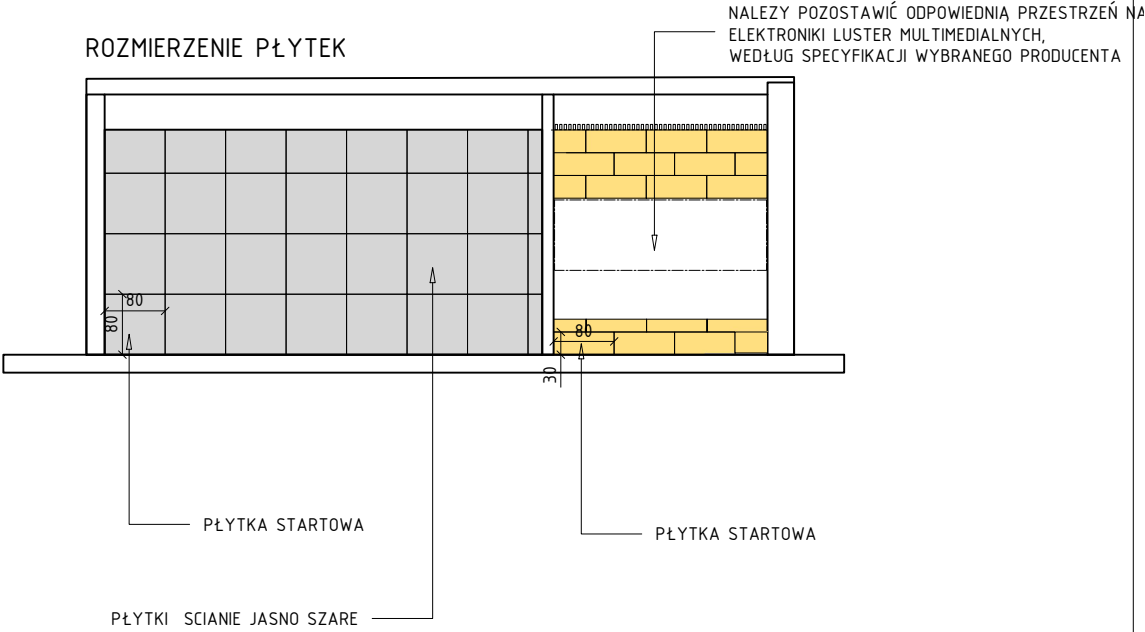 NALEZY POZOSTAWIĆ ODPOWIEDNIĄ PRZESTRZEŃ NA
ELEKTRONIKI LUSTER MULTIMEDIALNYCH,
WEDŁUG SPECYFIKACJI WYBRANEGO PRODUCENTA
ROZMIERZENIE PŁYTEK
80
80
80
30
PŁYTKA STARTOWA
PŁYTKA STARTOWA
PŁYTKI SCIANIE JASNO SZARE